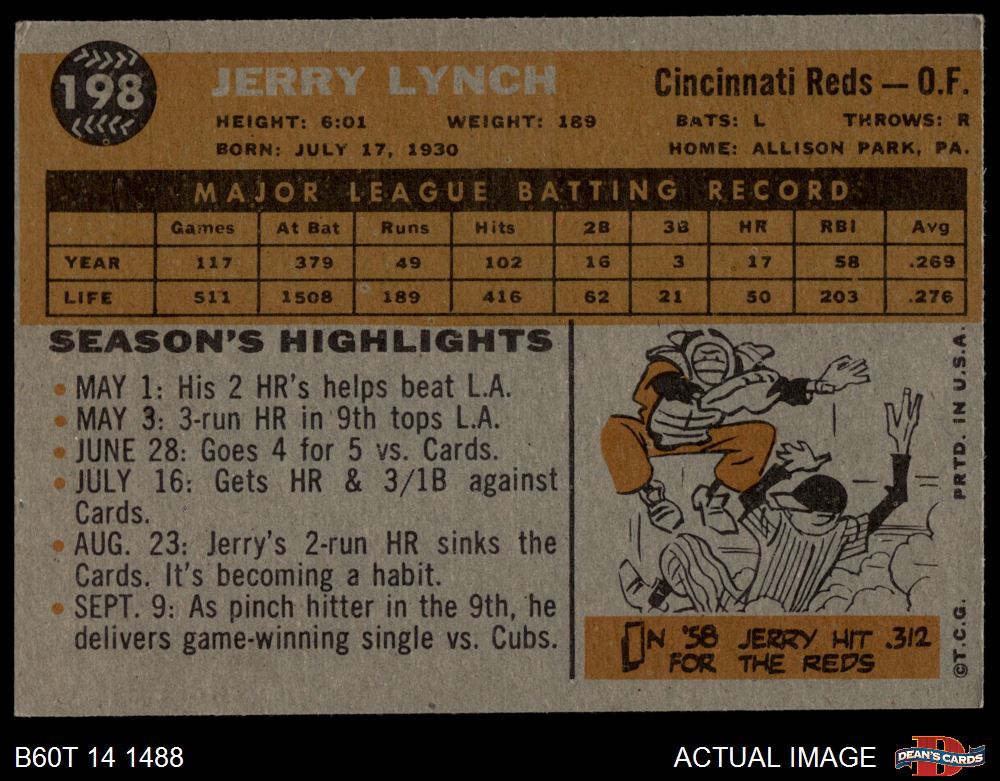 198
JERRY LYNCH
Cincinnati Reds — O.F.
HEIGHT: 6:01 WEIGHT: 189 BATS: L THROWS: R
BORN: JULY 17, 1930 HOME: ALLISON PARK, PA.
MAJOR LEAGUE BATTING RECORD
Games At Bat Runs Hits 2B 3B HR RBI Avg
YEAR 117 379 49 102 16 3 17 58 .269
LIFE 511 1508 189 416 62 21 50 203 .276
SEASON'S HIGHLIGHTS
• MAY 1: His 2 HR's helps beat L.A.
• MAY 3: 3-run HR in 9th tops L.A.
• JUNE 28: Goes 4 for 5 vs. Cards.
• JULY 16: Gets HR & 3/1B against
Cards.
• AUG. 23: Jerry's 2-run HR sinks the
Cards. It's becoming a habit.
• SEPT. 9: As pinch hitter in the 9th, he
delivers game-winning single vs. Cubs.
IN '58 JERRY HIT .312
FOR THE REDS
©T.C.G. PRTD. IN U.S.A.
B60T 14 1488
ACTUAL IMAGE
D
DEAN'S CARDS